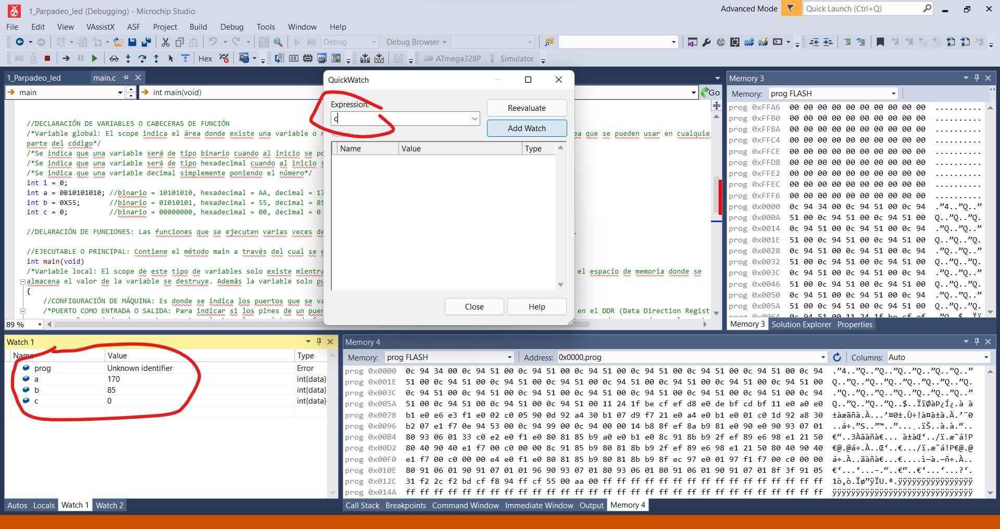 1_Parpadeo_led (Debugging) - Microchip Studio
Advanced Mode
Quick Launch (Ctrl+Q)
File Edit View VAssistX ASF Project Build Debug Tools Window Help
Debug
Debug Browser
Hex
ATmega328P
Simulator
1_Parpadeo_led
main.c
main
int main(void)
Go
//DECLARACIÓN DE VARIABLES O CABECERAS DE FUNCIÓN
/*Variable global: El scope indica el área donde existe una variable o
ea que se pueden usar en cualquie
parte del código*/
/*Se indica que una variable será de tipo binario cuando al inicio se
/*Se indica que una variable será de tipo hexadecimal cuando al inicio
/*Se indica que una variable decimal simplemente poniendo el número*/
int i = 0;
int a = 0B10101010; //binario = 10101010, hexadecimal = AA, decimal = 17
int b = 0X55; //binario = 01010101, hexadecimal = 55, decimal = 85
int c = 0; //binario = 00000000, hexadecimal = 00, decimal = 0
//DELARACIÓN DE FUNCIONES: Las funciones que se ejecuten varias veces de
//EJECUTABLE O PRINCIPAL: Contiene el método main a través del cual se e
int main(void)
/*Variable local: El scope de este tipo de variables solo existe mientra
el espacio de memoria donde se
almacena el valor de la variable se destruye. Además la variable solo pu
{
//CONFIGURACIÓN DE MÁQUINA: Es donde se indica los puertos que se va
/*PUERTO COMO ENTRADA O SALIDA: Para indicar si los pines de un puer
en el DDR (Data Direction Regist
89 %
QuickWatch
Expression:
c
Reevaluate
Add Watch
Value:
Name Value Type
Close
Help
Memory 3
Memory: prog FLASH
prog 0xFFA6 00 00 00 00 00 00 00 00 00 00 ..........
prog 0xFFB0 00 00 00 00 00 00 00 00 00 00 ..........
prog 0xFFBA 00 00 00 00 00 00 00 00 00 00 ..........
prog 0xFFC4 00 00 00 00 00 00 00 00 00 00 ..........
prog 0xFFCE 00 00 00 00 00 00 00 00 00 00 ..........
prog 0xFFD8 00 00 00 00 00 00 00 00 00 00 ..........
prog 0xFFE2 00 00 00 00 00 00 00 00 00 00 ..........
prog 0xFFEC 00 00 00 00 00 00 00 00 00 00 ..........
prog 0xFFF6 00 00 00 00 00 00 00 00 00 00 ..........
prog 0x0000 0c 94 34 00 0c 94 51 00 0c 94 .”4..”Q..”
prog 0x000A 51 00 0c 94 51 00 0c 94 51 00 Q..”Q..”Q.
prog 0x0014 0c 94 51 00 0c 94 51 00 0c 94 .”Q..”Q..”
prog 0x001E 51 00 0c 94 51 00 0c 94 51 00 Q..”Q..”Q.
prog 0x0028 0c 94 51 00 0c 94 51 00 0c 94 .”Q..”Q..”
prog 0x0032 51 00 0c 94 51 00 0c 94 51 00 Q..”Q..”Q.
prog 0x003C 0c 94 51 00 0c 94 51 00 0c 94 .”Q..”Q..”
prog 0x0046 51 00 0c 94 51 00 0c 94 51 00 Q..”Q..”Q.
prog 0x0050 0c 94 51 00 0c 94 51 00 0c 94 .”Q..”Q..”
prog 0x005A 51 00 0c 94 51 00 0c 94 51 00 Q..”Q..”Q.
prog 0x0064 0c 94 51 00 11 24 1f be cf ef
Memory 3 Solution Explorer Properties
Watch 1
Name Value Type
prog Unknown identifier Error
a 170 int{data}
b 85 int{data}
c 0 int{data}
Autos Locals Watch 1 Watch 2
Memory 4
Memory: prog FLASH Address: 0x0000,prog Columns: Auto
prog 0x0000 0c 94 34 00 0c 94 51 00 0c 94 51 00 0c 94 51 00 0c 94 51 00 0c 94 51 00 0c 94 51 00 0c 94
prog 0x001E 51 00 0c 94 51 00 0c 94 51 00 0c 94 51 00 0c 94 51 00 0c 94 51 00 0c 94 51 00 0c 94 51 00
prog 0x003C 0c 94 51 00 0c 94 51 00 0c 94 51 00 0c 94 51 00 0c 94 51 00 0c 94 51 00 0c 94 51 00 0c 94
prog 0x005A 51 00 0c 94 51 00 0c 94 51 00 0c 94 51 00 11 24 1f be cf ef d8 e0 de bf cd bf 11 e0 a0 e0
prog 0x0078 b1 e0 e6 e3 f1 e0 02 c0 05 90 0d 92 a4 30 b1 07 d9 f7 21 e0 a4 e0 b1 e0 01 c0 1d 92 a8 30
prog 0x0096 b2 07 e1 f7 0e 94 53 00 0c 94 99 00 0c 94 00 00 14 b8 8f ef 8a b9 81 e0 90 e0 90 93 07 01
prog 0x00B4 80 93 06 01 33 c0 e2 e0 f1 e0 80 81 85 b9 a0 e0 b1 e0 8c 91 8b b9 2f ef 89 e6 98 e1 21 50
prog 0x00D2 80 40 90 40 e1 f7 00 c0 00 00 8c 91 85 b9 80 81 8b b9 2f ef 89 e6 98 e1 21 50 80 40 90 40
prog 0x00F0 e1 f7 00 c0 00 00 e4 e0 f1 e0 80 81 85 b9 80 81 8b b9 8f ec 97 e0 01 97 f1 f7 00 c0 00 00
prog 0x010E 80 91 06 01 90 91 07 01 01 96 90 93 07 01 80 93 06 01 80 91 06 01 90 91 07 01 8f 3f 91 05
prog 0x012C 31 f2 2c f2 bd cf f8 94 ff cf 55 00 aa 00 ff ff ff ff ff ff ff ff ff ff ff ff ff ff ff ff
prog 0x014A ff ff ff ff ff ff ff ff ff ff ff ff ff ff ff ff ff ff ff ff ff ff ff ff ff ff ff ff ff ff
Call Stack Breakpoints Command Window Immediate Window Output Memory 4